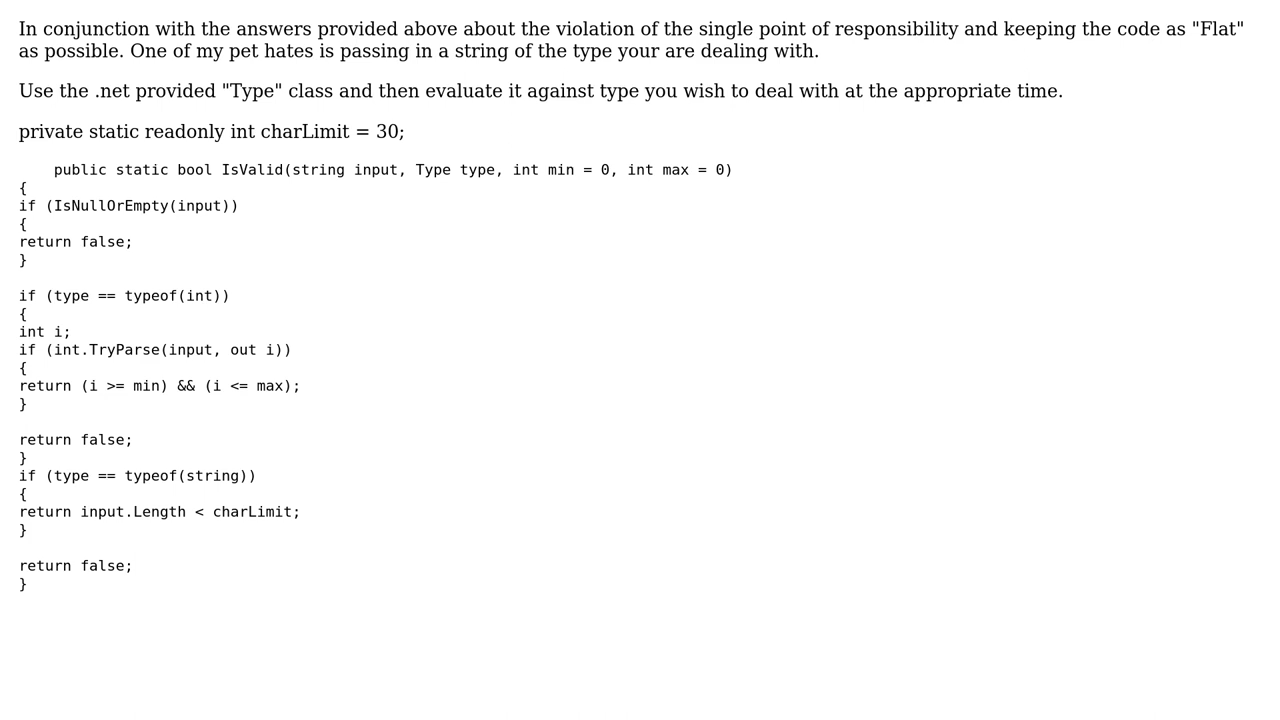 In conjunction with the answers provided above about the violation of the single point of responsibility and keeping the code as "Flat"
as possible. One of my pet hates is passing in a string of the type your are dealing with.
Use the .net provided "Type" class and then evaluate it against type you wish to deal with at the appropriate time.
private static readonly int charLimit = 30;
    public static bool IsValid(string input, Type type, int min = 0, int max = 0)
{
if (IsNullOrEmpty(input))
{
return false;
}

if (type == typeof(int))
{
int i;
if (int.TryParse(input, out i))
{
return (i >= min) && (i <= max);
}

return false;
}
if (type == typeof(string))
{
return input.Length < charLimit;
}

return false;
}